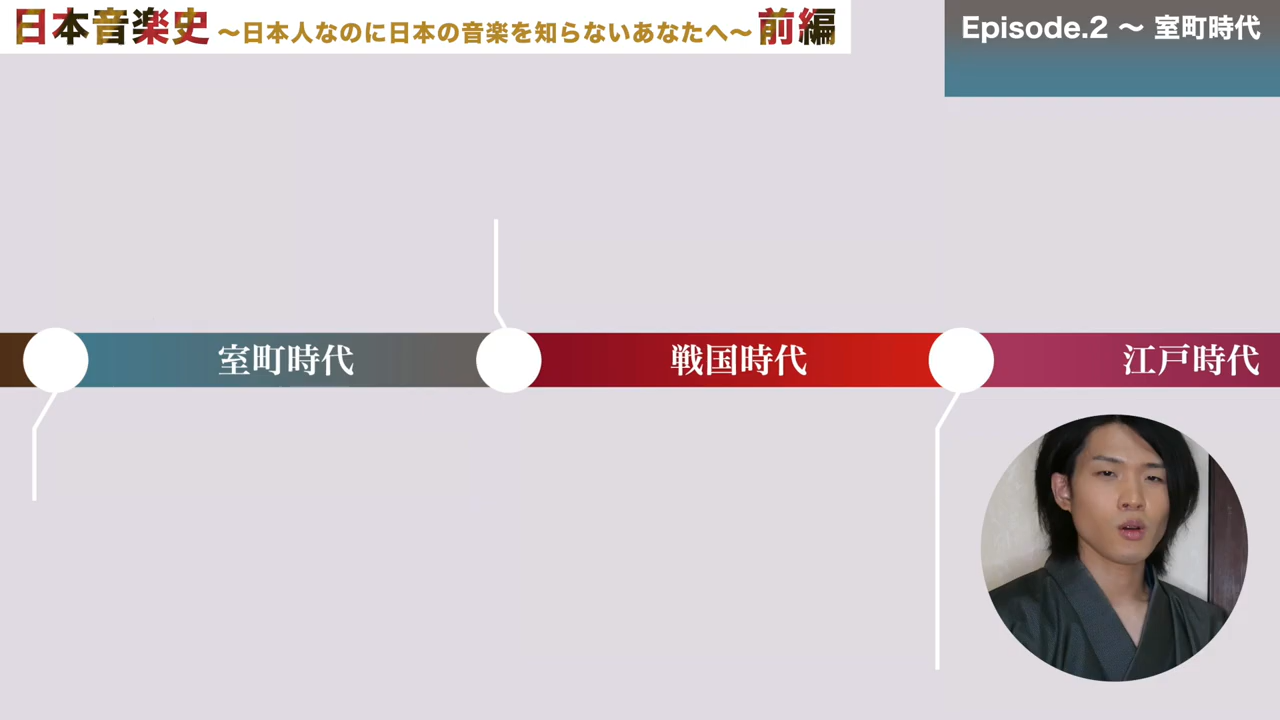 日本音楽史 〜日本人なのに日本の音楽を知らないあなたへ〜 前編
Episode.2 〜 室町時代
室町時代
戦国時代
江戸時代